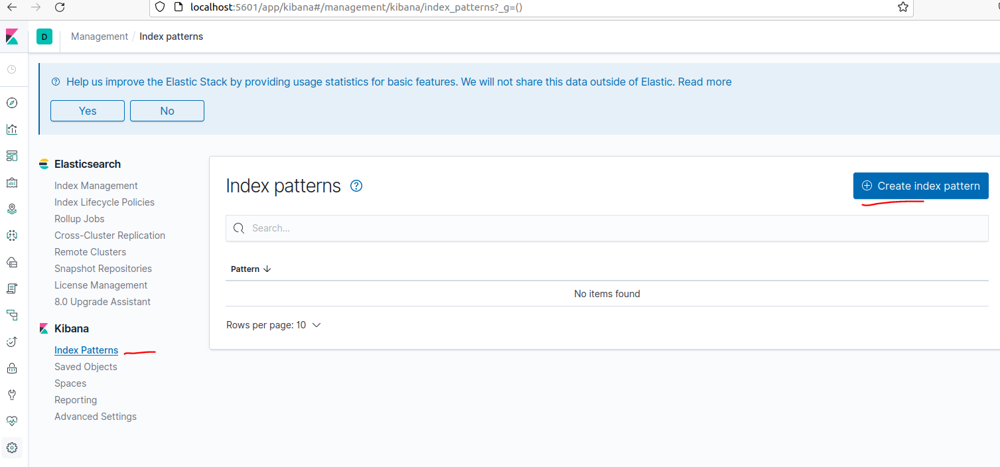 localhost:5601/app/kibana#/management/kibana/index_patterns?_g=()
D Management / Index patterns
Help us improve the Elastic Stack by providing usage statistics for basic features. We will not share this data outside of Elastic. Read more
Yes No
Elasticsearch
Index Management
Index Lifecycle Policies
Rollup Jobs
Cross-Cluster Replication
Remote Clusters
Snapshot Repositories
License Management
8.0 Upgrade Assistant
Kibana
Index Patterns
Saved Objects
Spaces
Reporting
Advanced Settings
Index patterns
Create index pattern
Search...
Pattern
No items found
Rows per page: 10